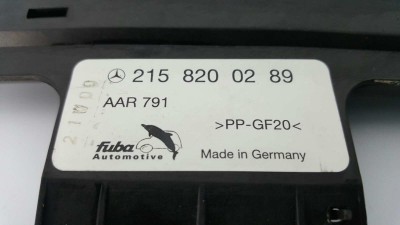 215 820 02 89
AAR 791
>PP-GF20<
fuba
Automotive
Made in Germany